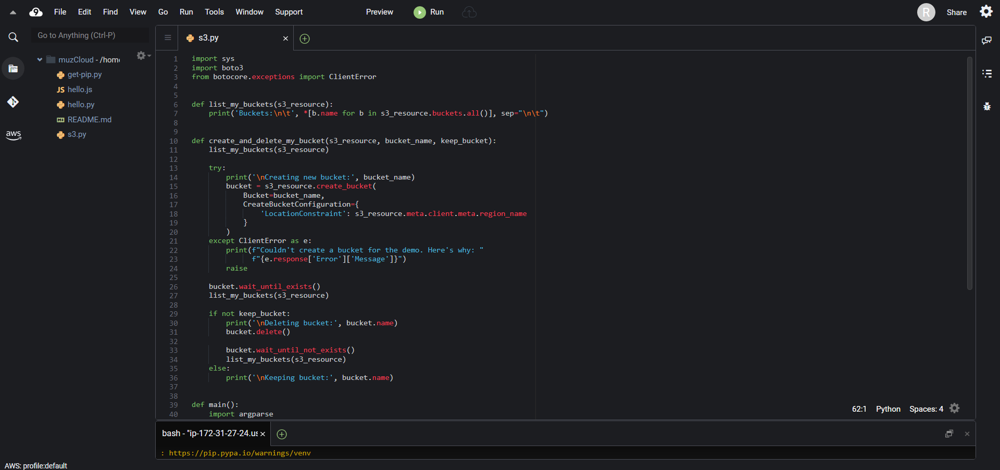 9 File Edit Find View Go Run Tools Window Support Preview Run R Share
Go to Anything (Ctrl-P)
muzCloud - /home
get-pip.py
JS hello.js
hello.py
README.md
s3.py
aws
s3.py
1 import sys
2 import boto3
3 from botocore.exceptions import ClientError
4
5
6 def list_my_buckets(s3_resource):
7     print('Buckets:\n\t', *[b.name for b in s3_resource.buckets.all()], sep="\n\t")
8
9
10 def create_and_delete_my_bucket(s3_resource, bucket_name, keep_bucket):
11     list_my_buckets(s3_resource)
12
13     try:
14         print('\nCreating new bucket:', bucket_name)
15         bucket = s3_resource.create_bucket(
16             Bucket=bucket_name,
17             CreateBucketConfiguration={
18                 'LocationConstraint': s3_resource.meta.client.meta.region_name
19             }
20         )
21     except ClientError as e:
22         print(f"Couldn't create a bucket for the demo. Here's why: "
23               f"{e.response['Error']['Message']}")
24         raise
25
26     bucket.wait_until_exists()
27     list_my_buckets(s3_resource)
28
29     if not keep_bucket:
30         print('\nDeleting bucket:', bucket.name)
31         bucket.delete()
32
33         bucket.wait_until_not_exists()
34         list_my_buckets(s3_resource)
35     else:
36         print('\nKeeping bucket:', bucket.name)
37
38
39 def main():
40     import argparse
62:1 Python Spaces: 4
bash - "ip-172-31-27-24.us
: https://pip.pypa.io/warnings/venv
AWS: profile:default